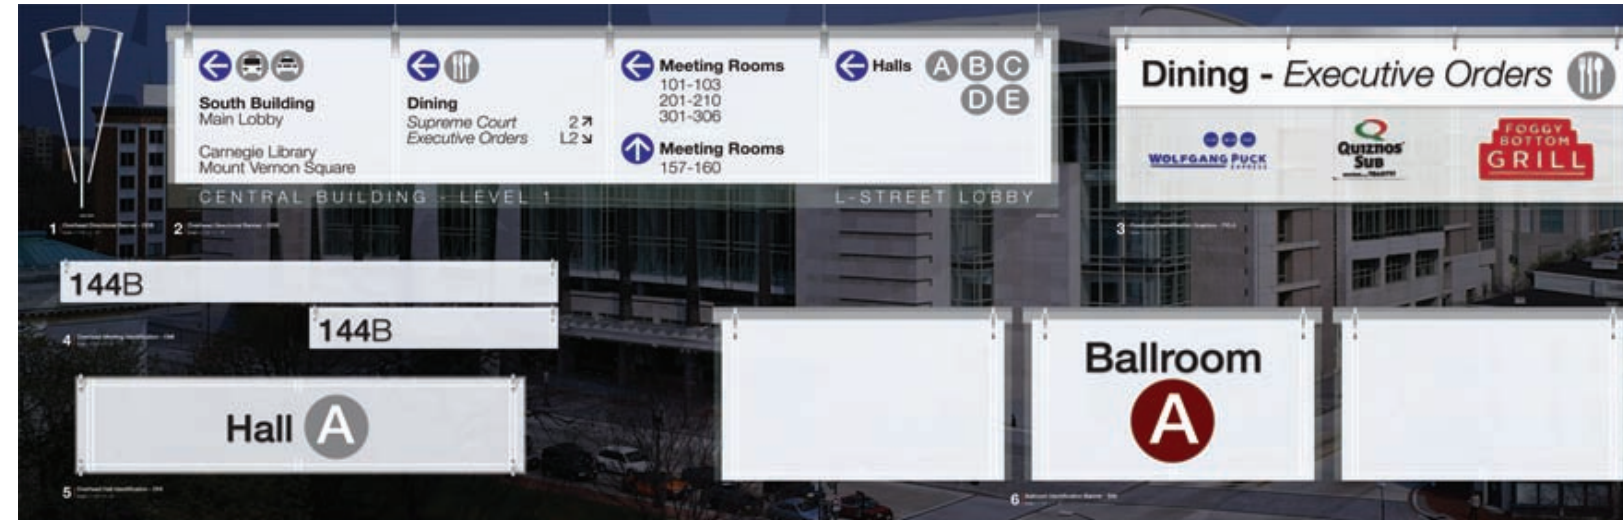 South Building
Main Lobby
Carnegie Library
Mount Vernon Square
Dining
Supreme Court 2↗
Executive Orders L2↘
Meeting Rooms
101-103
201-210
301-306
Meeting Rooms
157-160
Halls A B C
D E
CENTRAL BUILDING - LEVEL 1
L-STREET LOBBY
1
2
Dining - Executive Orders
WOLFGANG PUCK
EXPRESS
Quiznos
SUB
FOGGY
BOTTOM
GRILL
3
144B
144B
4
Hall A
5
Ballroom
A
6